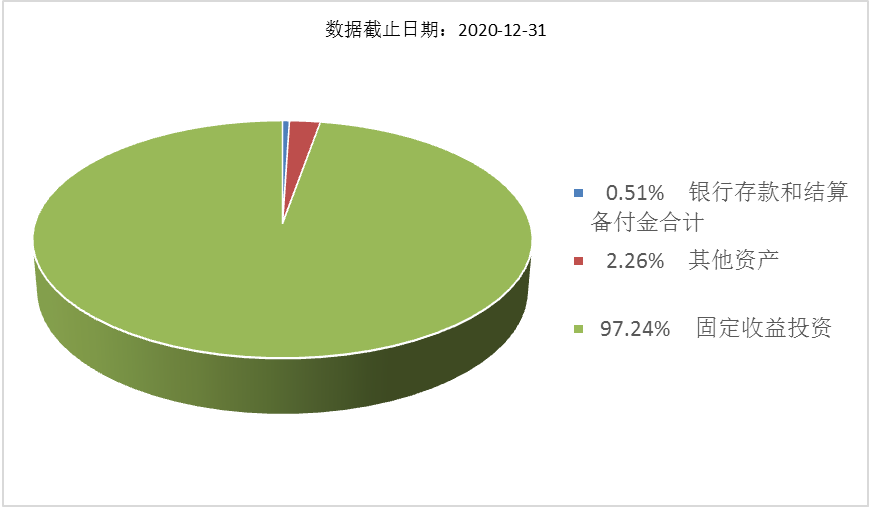 数据截止日期：2020-12-31
0.51% 银行存款和结算
备付金合计
2.26% 其他资产
97.24% 固定收益投资